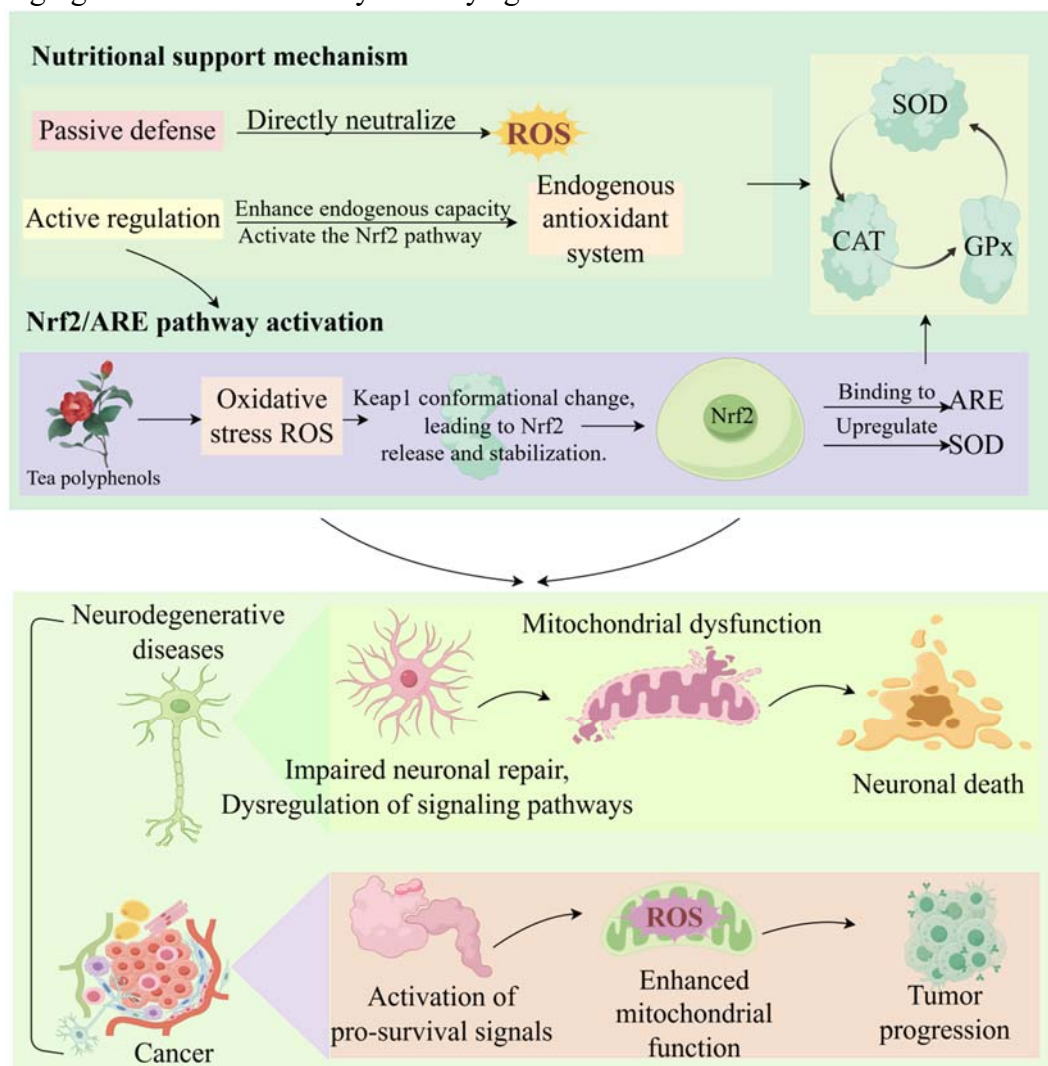 Nutritional support mechanism
Passive defense
Directly neutralize
ROS
Active regulation
Enhance endogenous capacity
Activate the Nrf2 pathway
Endogenous
antioxidant
system
SOD
CAT
GPx
Nrf2/ARE pathway activation
Tea polyphenols
Oxidative
stress ROS
Keap1 conformational change,
leading to Nrf2
release and stabilization.
Nrf2
Binding to
ARE
Upregulate
SOD
Neurodegenerative
diseases
Impaired neuronal repair,
Dysregulation of signaling pathways
Mitochondrial dysfunction
Neuronal death
Cancer
Activation of
pro-survival signals
ROS
Enhanced
mitochondrial
function
Tumor
progression